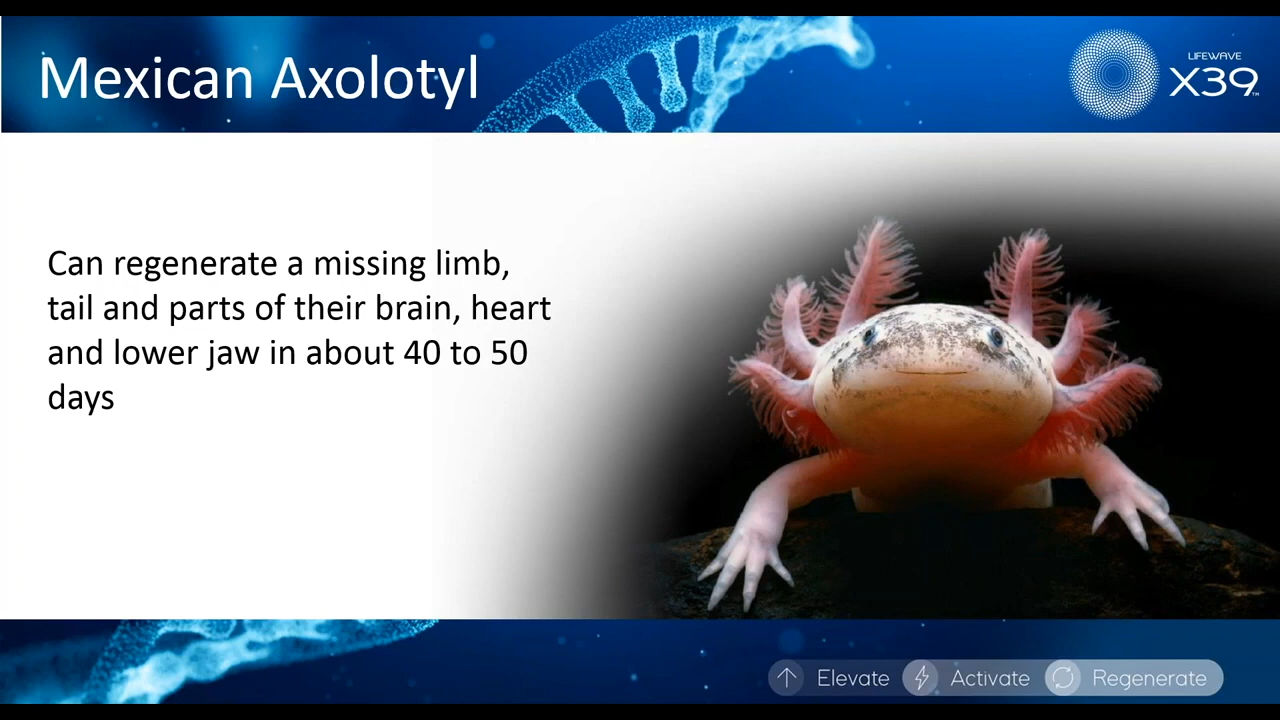 Mexican Axolotyl
LIFEWAVE
X39™
Can regenerate a missing limb,
tail and parts of their brain, heart
and lower jaw in about 40 to 50
days
Elevate
Activate
Regenerate